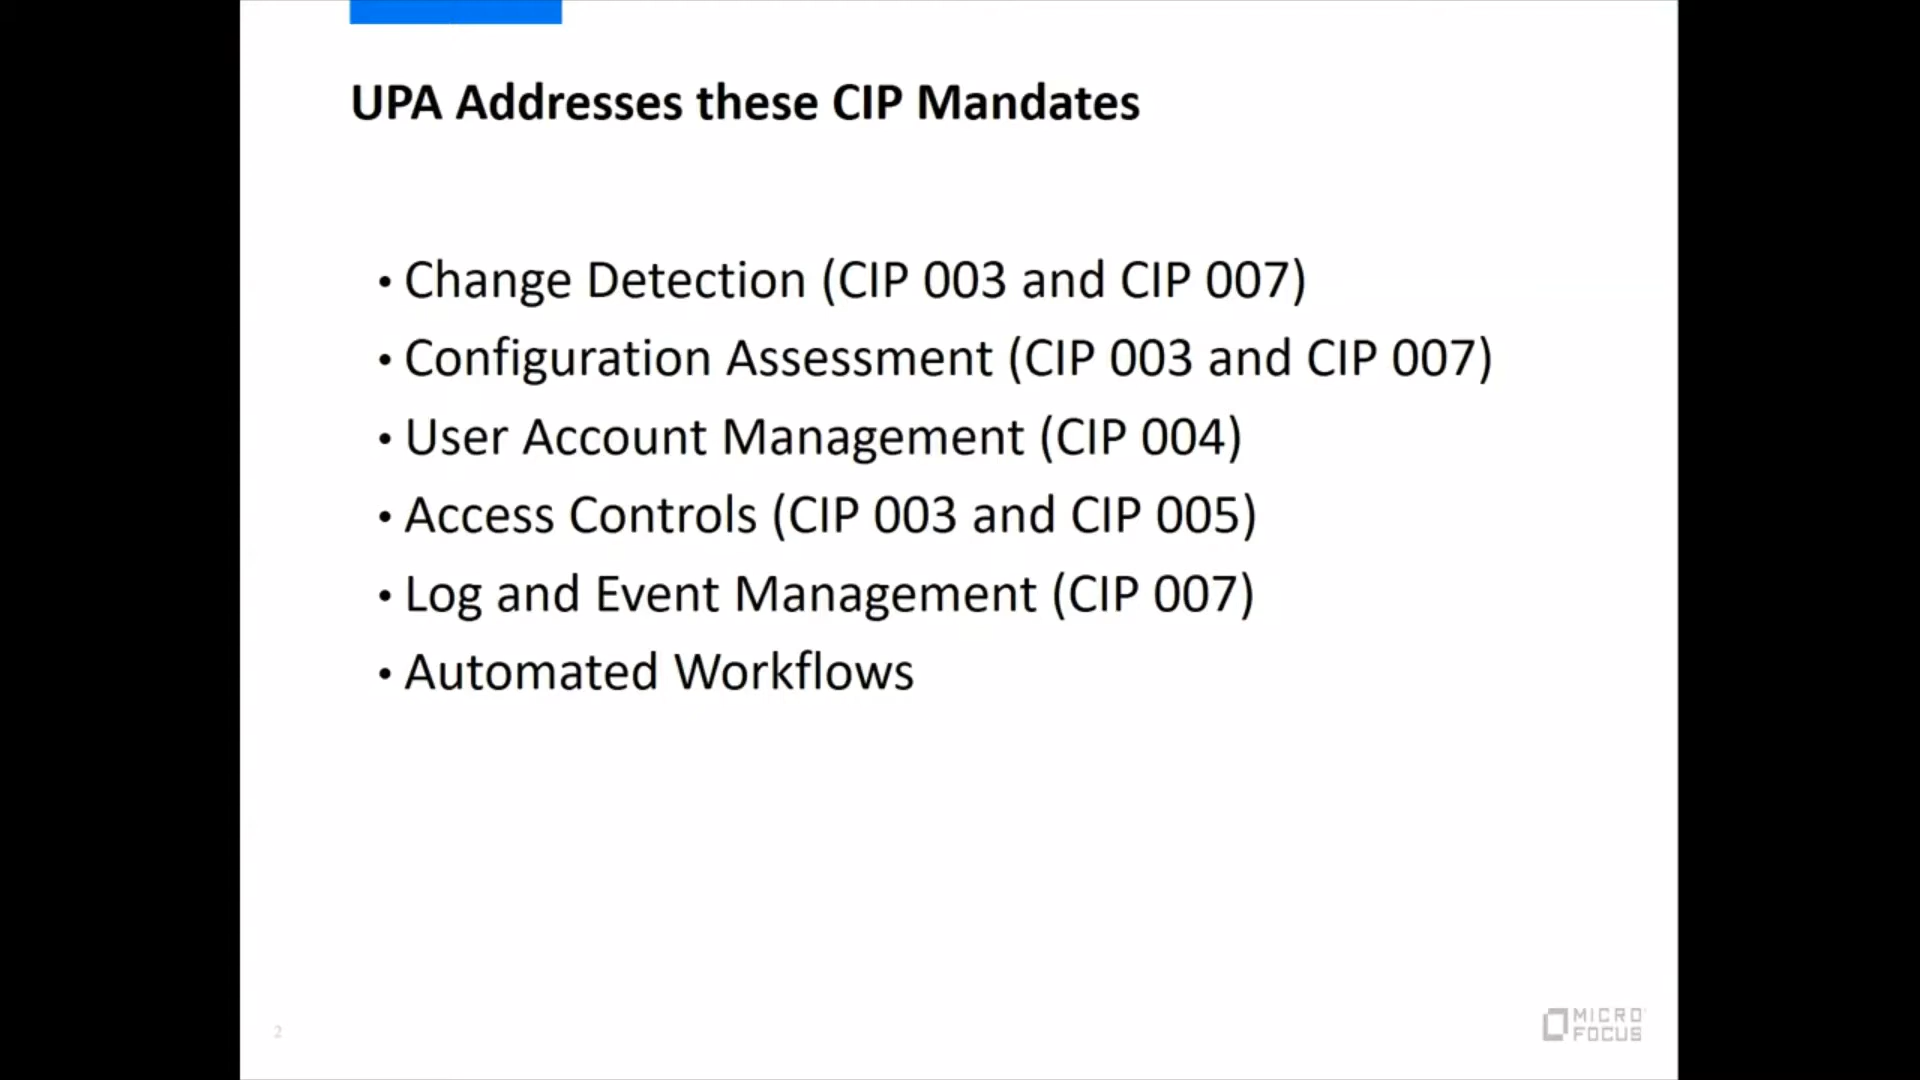 UPA Addresses these CIP Mandates
• Change Detection (CIP 003 and CIP 007)
• Configuration Assessment (CIP 003 and CIP 007)
• User Account Management (CIP 004)
• Access Controls (CIP 003 and CIP 005)
• Log and Event Management (CIP 007)
• Automated Workflows
2
MICRO
FOCUS